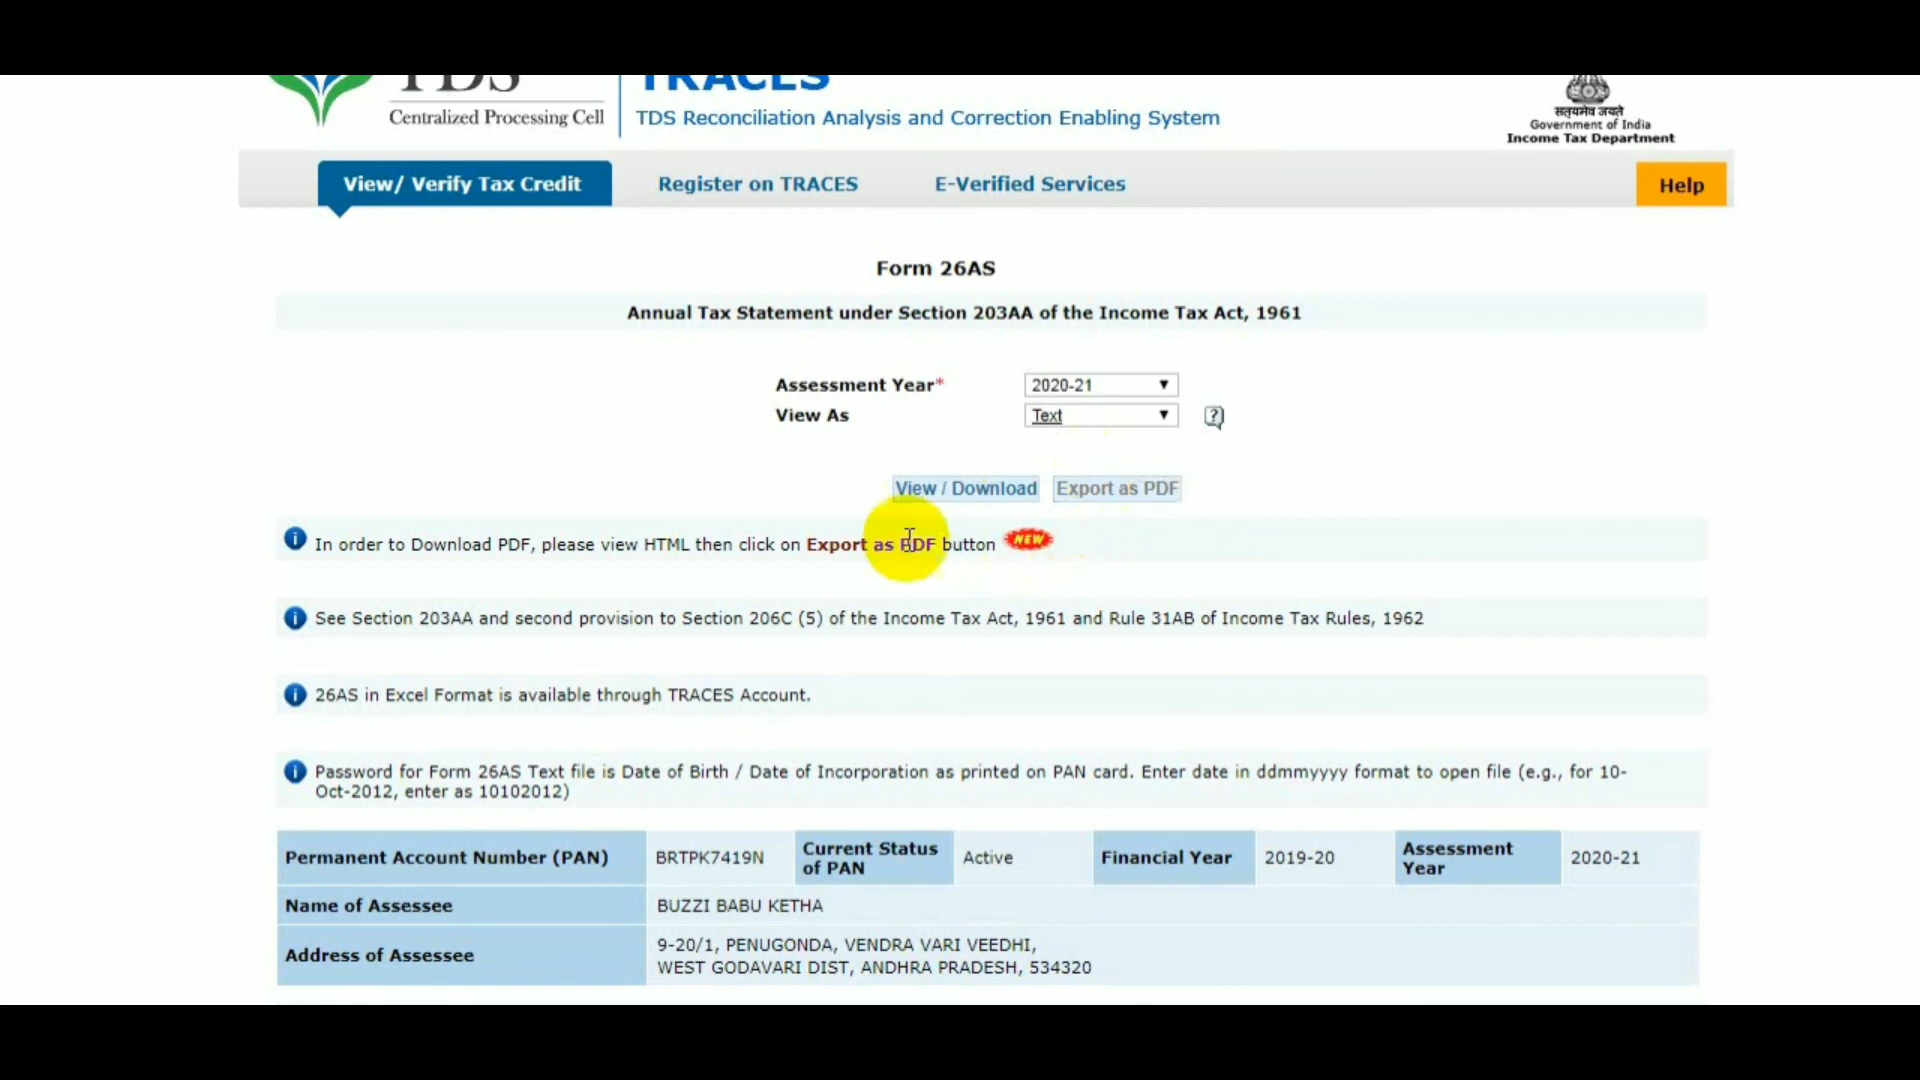 TDS
TRACES
Centralized Processing Cell
TDS Reconciliation Analysis and Correction Enabling System
सत्यमेव जयते
Government of India
Income Tax Department
View/ Verify Tax Credit
Register on TRACES
E-Verified Services
Help
Form 26AS
Annual Tax Statement under Section 203AA of the Income Tax Act, 1961
Assessment Year* 2020-21
View As Text
View / Download Export as PDF
In order to Download PDF, please view HTML then click on Export as PDF button NEW
See Section 203AA and second provision to Section 206C (5) of the Income Tax Act, 1961 and Rule 31AB of Income Tax Rules, 1962
26AS in Excel Format is available through TRACES Account.
Password for Form 26AS Text file is Date of Birth / Date of Incorporation as printed on PAN card. Enter date in ddmmyyyy format to open file (e.g., for 10-
Oct-2012, enter as 10102012)
Permanent Account Number (PAN) BRTPK7419N Current Status of PAN Active Financial Year 2019-20 Assessment Year 2020-21
Name of Assessee BUZZI BABU KETHA
Address of Assessee 9-20/1, PENUGONDA, VENDRA VARI VEEDHI,
WEST GODAVARI DIST, ANDHRA PRADESH, 534320